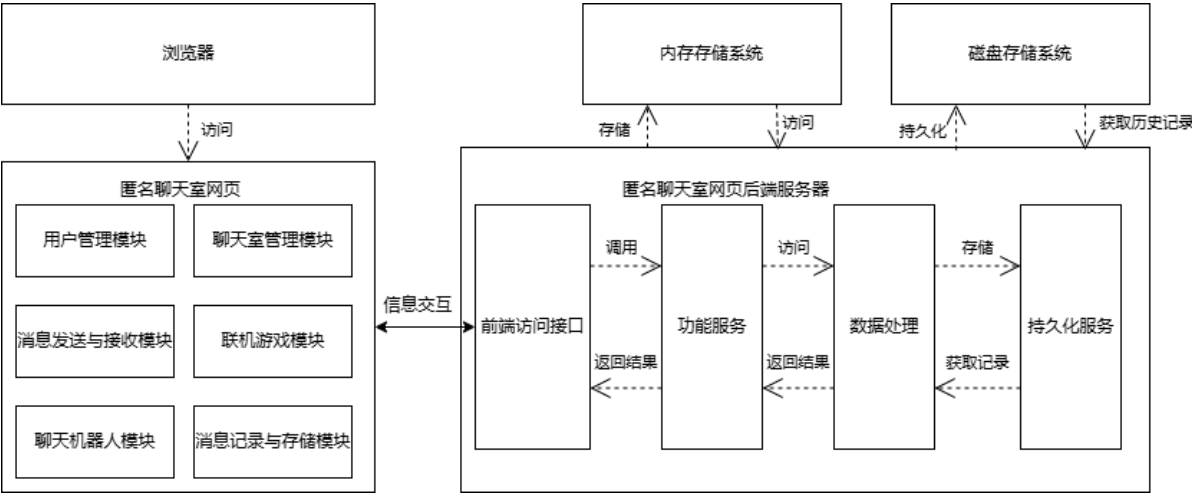 浏览器
内存存储系统
磁盘存储系统
访问
存储
访问
持久化
获取历史记录
匿名聊天室网页
用户管理模块
聊天室管理模块
消息发送与接收模块
联机游戏模块
聊天机器人模块
消息记录与存储模块
信息交互
匿名聊天室网页后端服务器
前端访问接口
调用
返回结果
功能服务
访问
返回结果
数据处理
存储
获取记录
持久化服务